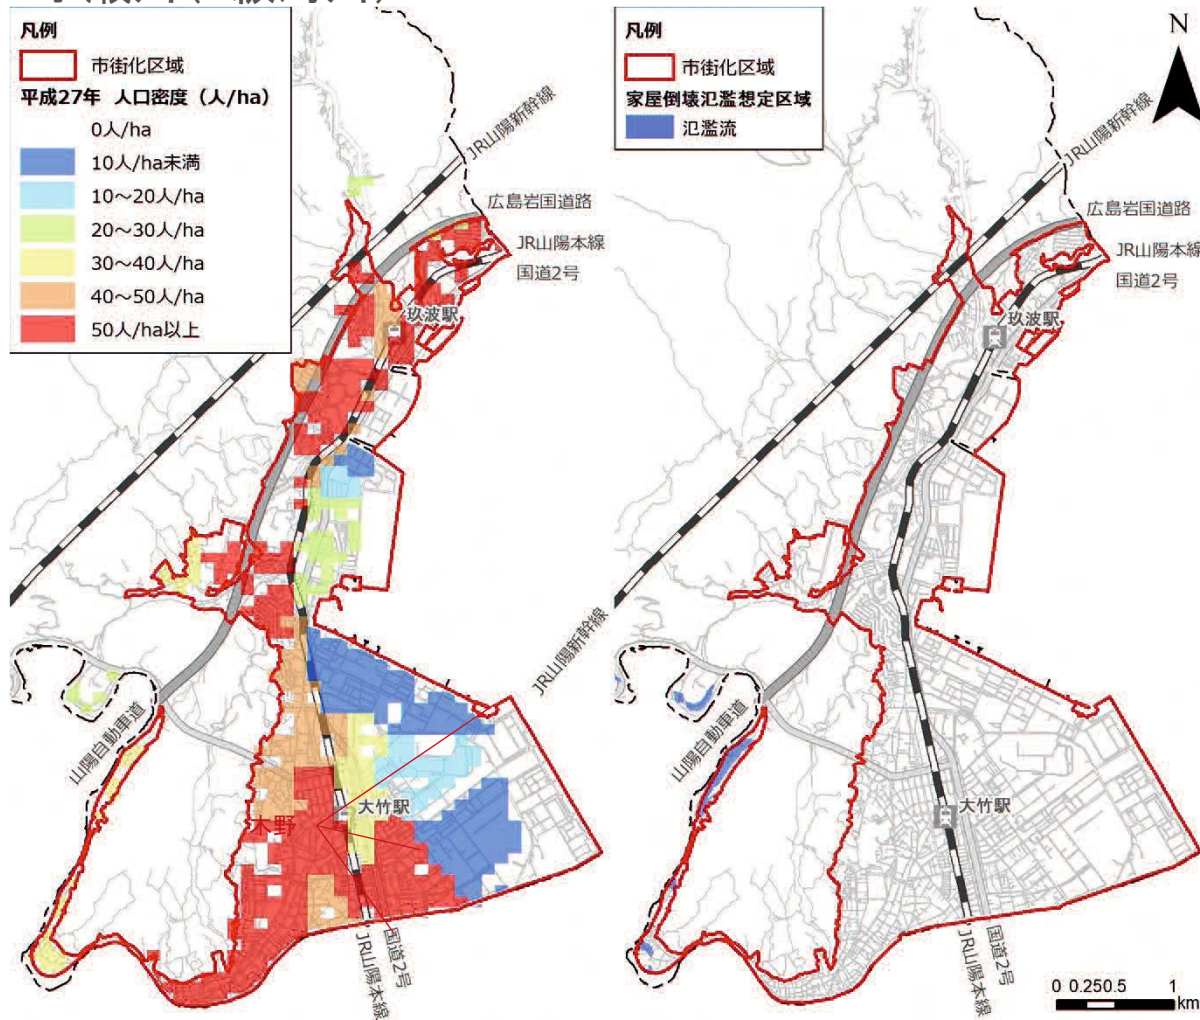 凡例
市街化区域
平成27年 人口密度（人/ha）
0人/ha
10人/ha未満
10～20人/ha
20～30人/ha
30～40人/ha
40～50人/ha
50人/ha以上
JR山陽新幹線
広島岩国道路
JR山陽本線
国道2号
玖波駅
JR山陽新幹線
山陽自動車道
大竹駅
木野
国道2号
JR山陽本線
凡例
市街化区域
家屋倒壊氾濫想定区域
氾濫流
N
JR山陽新幹線
広島岩国道路
JR山陽本線
国道2号
玖波駅
山陽自動車道
大竹駅
国道2号
JR山陽本線
0 0.250.5 1
km